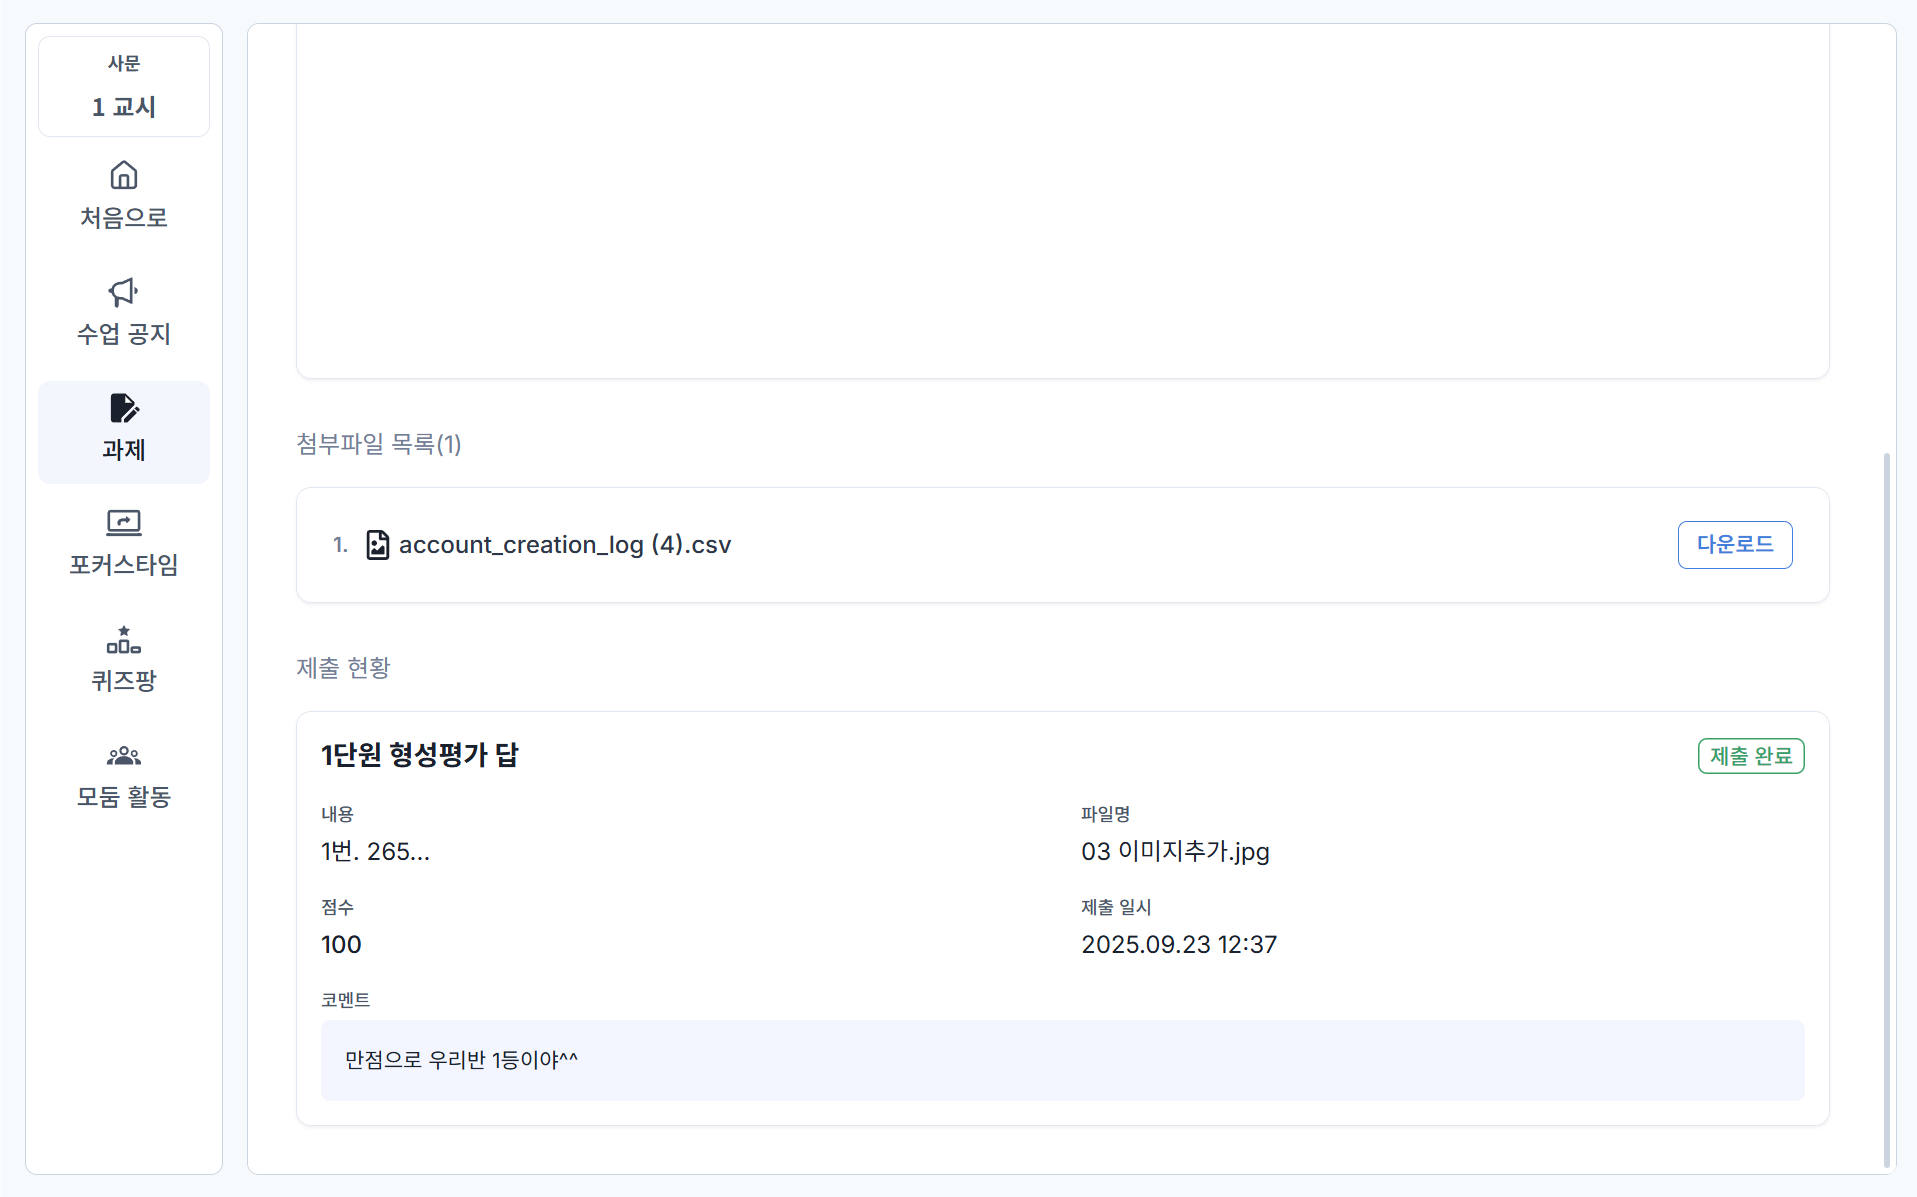 사문
1 교시
처음으로
수업 공지
과제
포커스타임
퀴즈팡
모둠 활동
첨부파일 목록(1)
1. account_creation_log (4).csv
다운로드
제출 현황
1단원 형성평가 답
제출 완료
내용
1번. 265...
파일명
03 이미지추가.jpg
점수
100
제출 일시
2025.09.23 12:37
코멘트
만점으로 우리반 1등이야^^